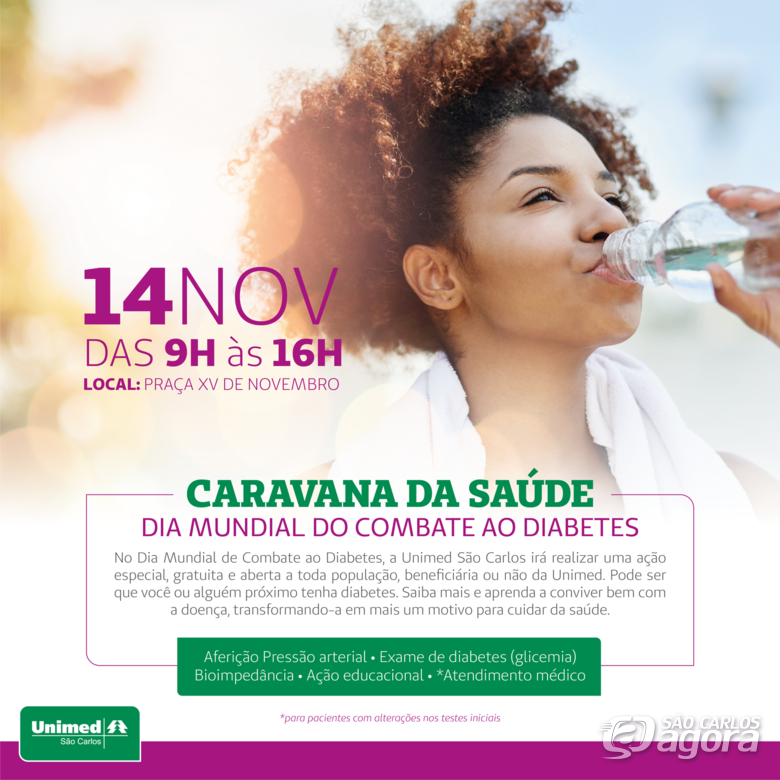 14NOV
DAS 9H às 16H
LOCAL: PRAÇA XV DE NOVEMBRO
CARAVANA DA SAÚDE
DIA MUNDIAL DO COMBATE AO DIABETES
No Dia Mundial de Combate ao Diabetes, a Unimed São Carlos irá realizar uma ação
especial, gratuita e aberta a toda população, beneficiária ou não da Unimed. Pode ser
que você ou alguém próximo tenha diabetes. Saiba mais e aprenda a conviver bem com
a doença, transformando-a em mais um motivo para cuidar da saúde.
Aferição Pressão arterial • Exame de diabetes (glicemia)
Bioimpedância • Ação educacional • *Atendimento médico
*para pacientes com alterações nos testes iniciais
Unimed
São Carlos
SÃO CARLOS
agora